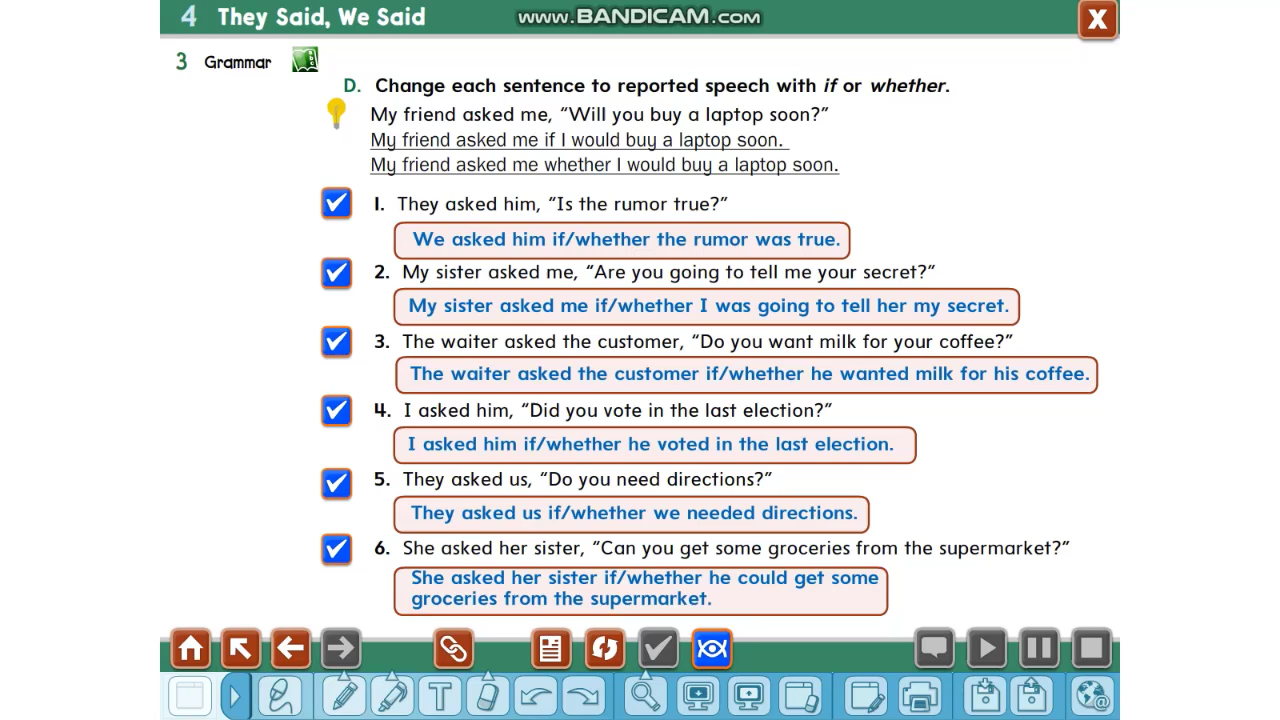 4 They Said, We Said
www.BANDICAM.com
X
3 Grammar
D. Change each sentence to reported speech with if or whether.
My friend asked me, “Will you buy a laptop soon?”
My friend asked me if I would buy a laptop soon.
My friend asked me whether I would buy a laptop soon.
1. They asked him, “Is the rumor true?”
We asked him if/whether the rumor was true.
2. My sister asked me, “Are you going to tell me your secret?”
My sister asked me if/whether I was going to tell her my secret.
3. The waiter asked the customer, “Do you want milk for your coffee?”
The waiter asked the customer if/whether he wanted milk for his coffee.
4. I asked him, “Did you vote in the last election?”
I asked him if/whether he voted in the last election.
5. They asked us, “Do you need directions?”
They asked us if/whether we needed directions.
6. She asked her sister, “Can you get some groceries from the supermarket?”
She asked her sister if/whether he could get some
groceries from the supermarket.
T